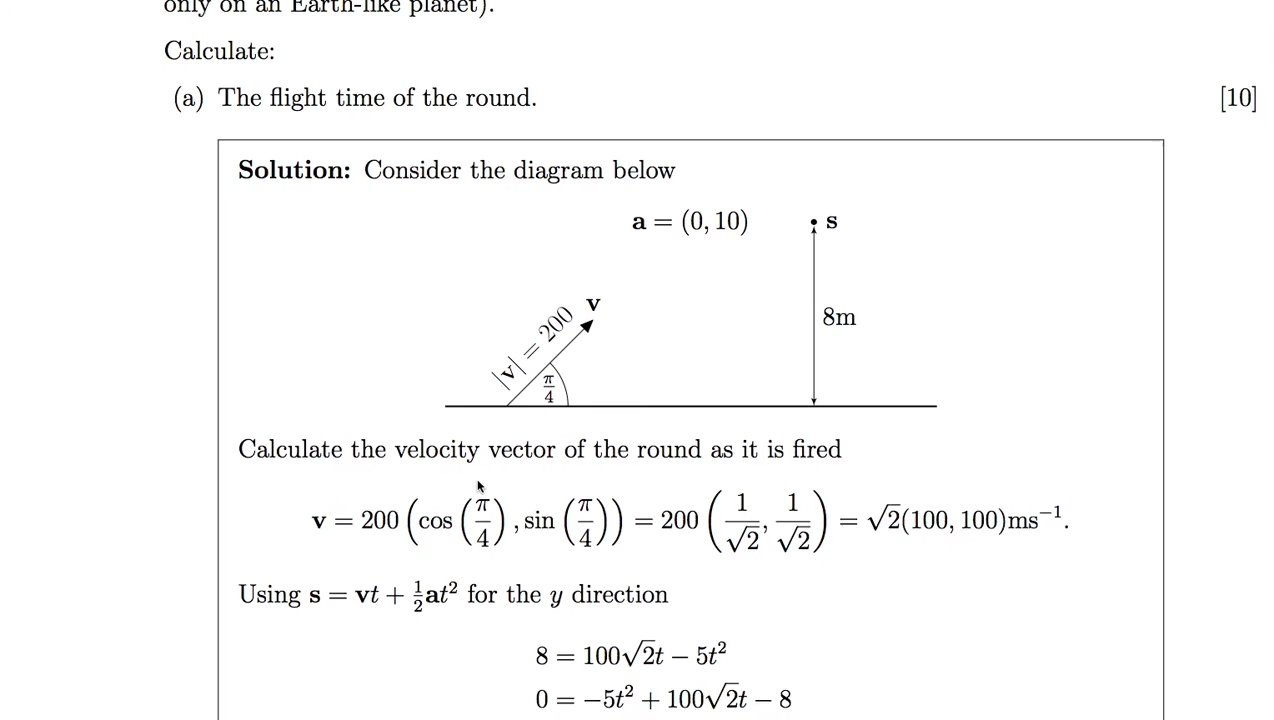 only on an Earth-like planet).
Calculate:
(a) The flight time of the round. [10]
Solution: Consider the diagram below
a = (0, 10) s
v
|v| = 200
8m
π/4
Calculate the velocity vector of the round as it is fired
v = 200 (cos (π/4), sin (π/4)) = 200 (1/√2, 1/√2) = √2(100, 100)ms⁻¹.
Using s = vt + ½at² for the y direction
8 = 100√2t − 5t²
0 = −5t² + 100√2t − 8